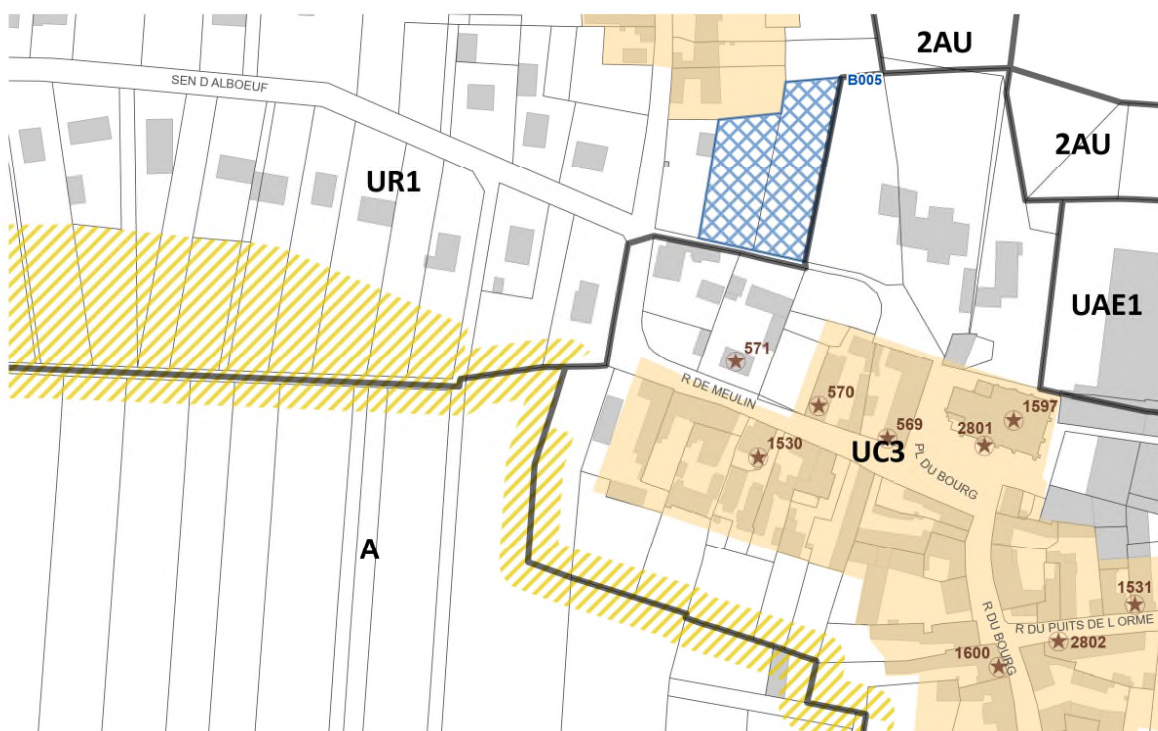 2AU
B005
SEN D ALBOEUF
2AU
UR1
UAE1
571
R DE MEULIN
570
1597
569
2801
1530
UC3
PL DU BOURG
A
1531
R DU BOURG
R DU PUITS DE L ORME
2802
1600